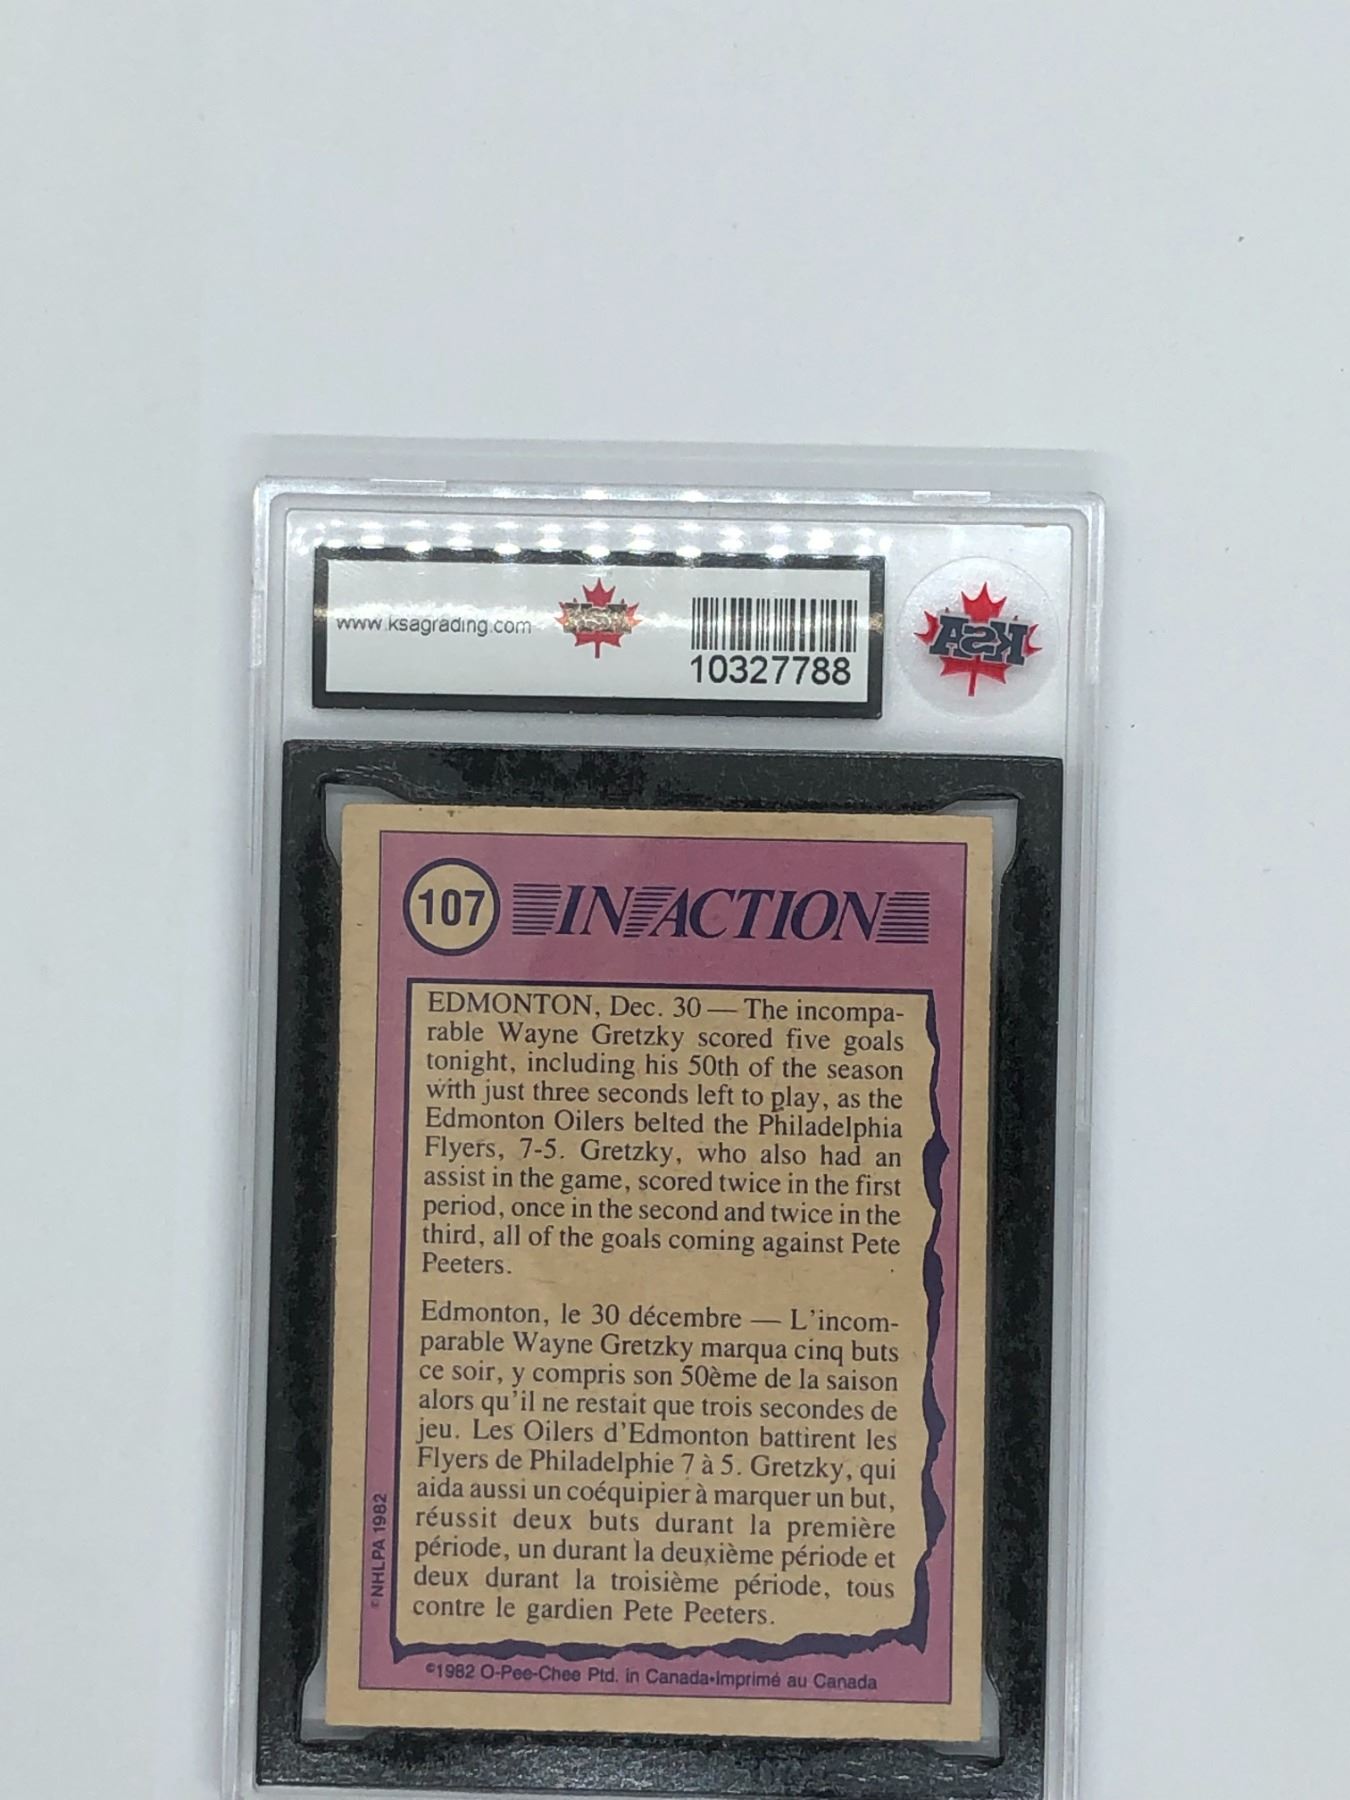 www.ksagrading.com
KSA
10327788
KSA
107 IN ACTION
EDMONTON, Dec. 30 — The incompa-
rable Wayne Gretzky scored five goals
tonight, including his 50th of the season
with just three seconds left to play, as the
Edmonton Oilers belted the Philadelphia
Flyers, 7-5. Gretzky, who also had an
assist in the game, scored twice in the first
period, once in the second and twice in the
third, all of the goals coming against Pete
Peeters.
Edmonton, le 30 décembre — L'incom-
parable Wayne Gretzky marqua cinq buts
ce soir, y compris son 50ème de la saison
alors qu'il ne restait que trois secondes de
jeu. Les Oilers d'Edmonton battirent les
Flyers de Philadelphie 7 à 5. Gretzky, qui
aida aussi un coéquipier à marquer un but,
réussit deux buts durant la première
période, un durant la deuxième période et
deux durant la troisième période, tous
contre le gardien Pete Peeters.
©NHLPA 1982
©1982 O-Pee-Chee Ptd. in Canada•Imprimé au Canada